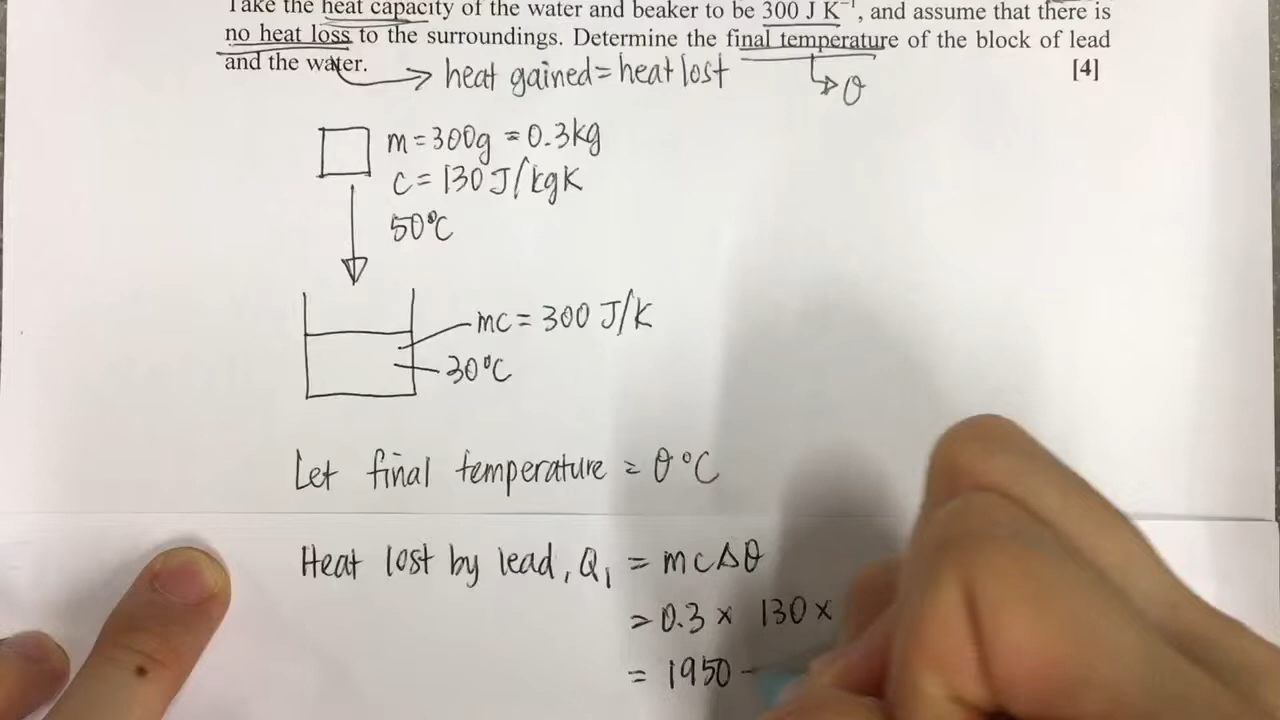 Take the heat capacity of the water and beaker to be 300 J K⁻¹, and assume that there is
no heat loss to the surroundings. Determine the final temperature of the block of lead
and the water.
[4]
heat gained = heat lost
θ
m = 300g = 0.3kg
c = 130 J/kgK
50°C
mc = 300 J/K
30°C
Let final temperature = θ°C
Heat lost by lead, Q₁ = mcΔθ
= 0.3 × 130 ×
= 1950 -